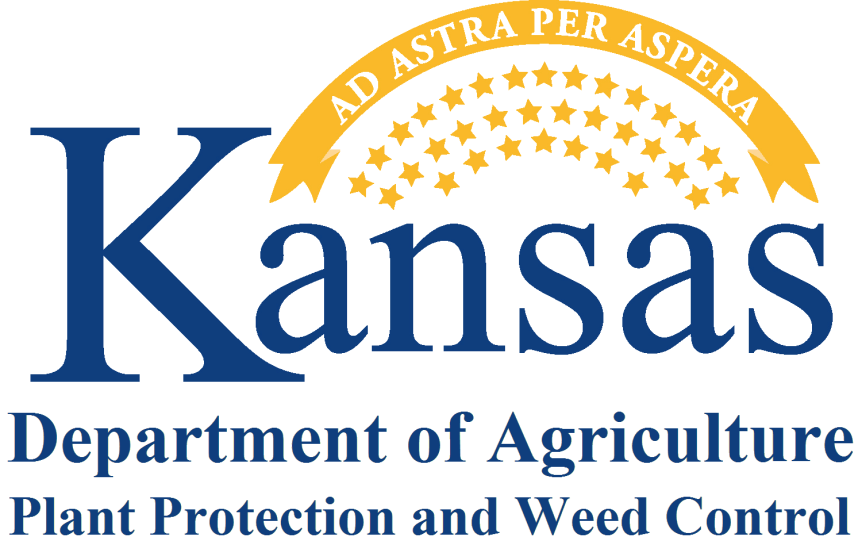 AD ASTRA PER ASPERA
Kansas
Department of Agriculture
Plant Protection and Weed Control